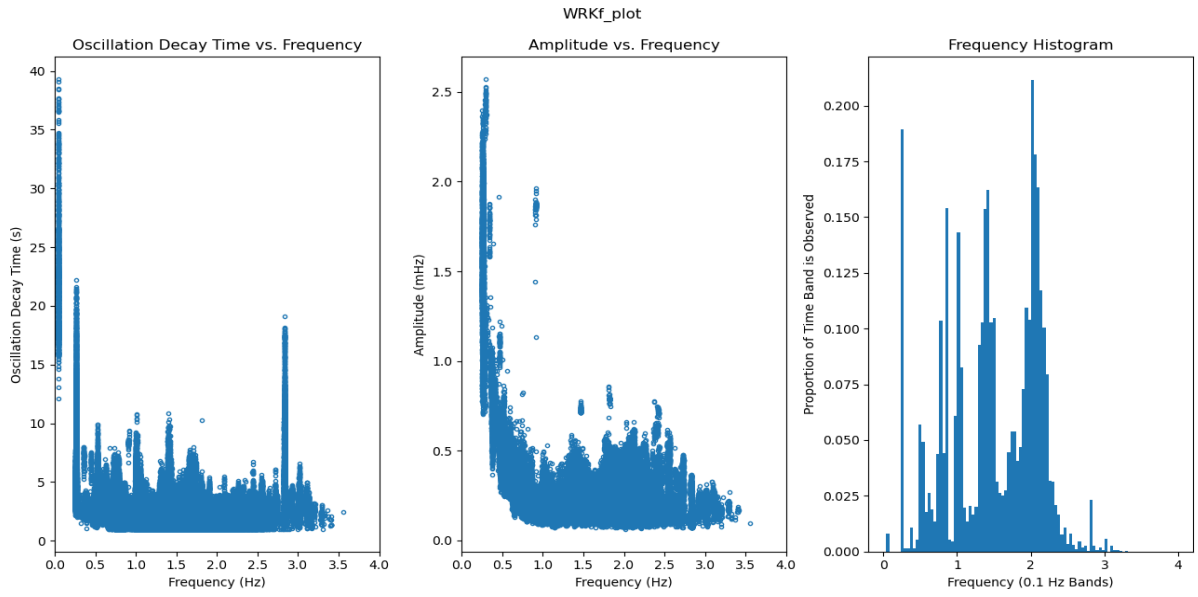 WRKf_plot
Oscillation Decay Time vs. Frequency
Amplitude vs. Frequency
Frequency Histogram
Oscillation Decay Time (s)
40
35
30
25
20
15
10
5
0
0.0 0.5 1.0 1.5 2.0 2.5 3.0 3.5 4.0
Frequency (Hz)
Amplitude (mHz)
2.5
2.0
1.5
1.0
0.5
0.0
0.0 0.5 1.0 1.5 2.0 2.5 3.0 3.5 4.0
Frequency (Hz)
Proportion of Time Band is Observed
0.200
0.175
0.150
0.125
0.100
0.075
0.050
0.025
0.000
0 1 2 3 4
Frequency (0.1 Hz Bands)